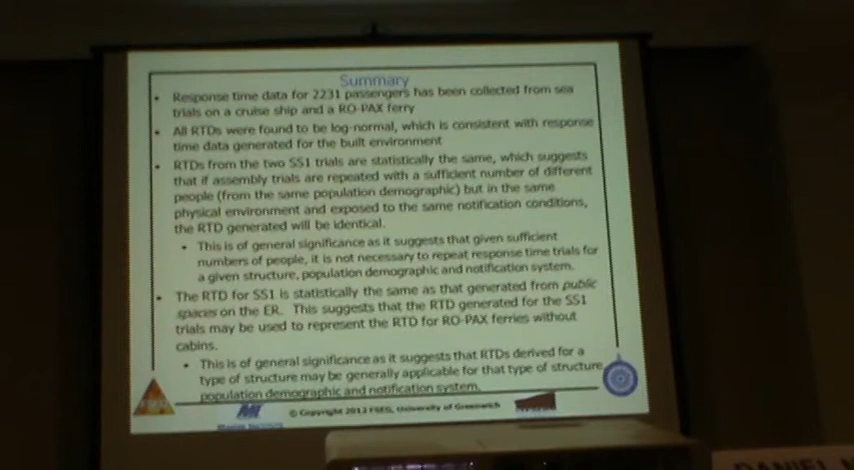 Summary
• Response time data for 2231 passengers has been collected from sea
trials on a cruise ship and a RO-PAX ferry
• All RTDs were found to be log-normal, which is consistent with response
time data generated for the built environment
• RTDs from the two SS1 trials are statistically the same, which suggests
that if assembly trials are repeated with a sufficient number of different
people (from the same population demographic) but in the same
physical environment and exposed to the same notification conditions,
the RTD generated will be identical.
• This is of general significance as it suggests that given sufficient
numbers of people, it is not necessary to repeat response time trials for
a given structure, population demographic and notification system.
• The RTD for SS1 is statistically the same as that generated from public
spaces on the ER. This suggests that the RTD generated for the SS1
trials may be used to represent the RTD for RO-PAX ferries without
cabins.
• This is of general significance as it suggests that RTDs derived for a
type of structure may be generally applicable for that type of structure
population demographic and notification system.
© Copyright 2012 FSEG, University of Greenwich
DANIEL